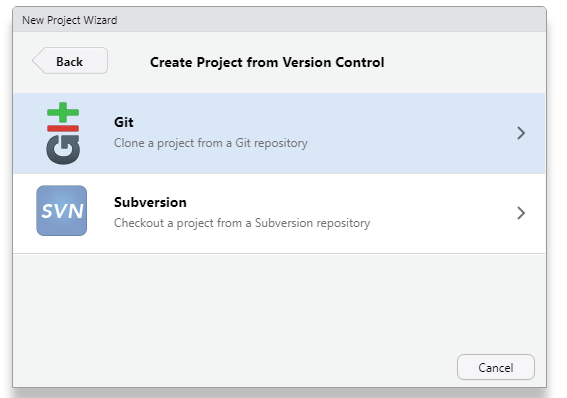 New Project Wizard
Back
Create Project from Version Control
git
Git
Clone a project from a Git repository
SVN
Subversion
Checkout a project from a Subversion repository
Cancel